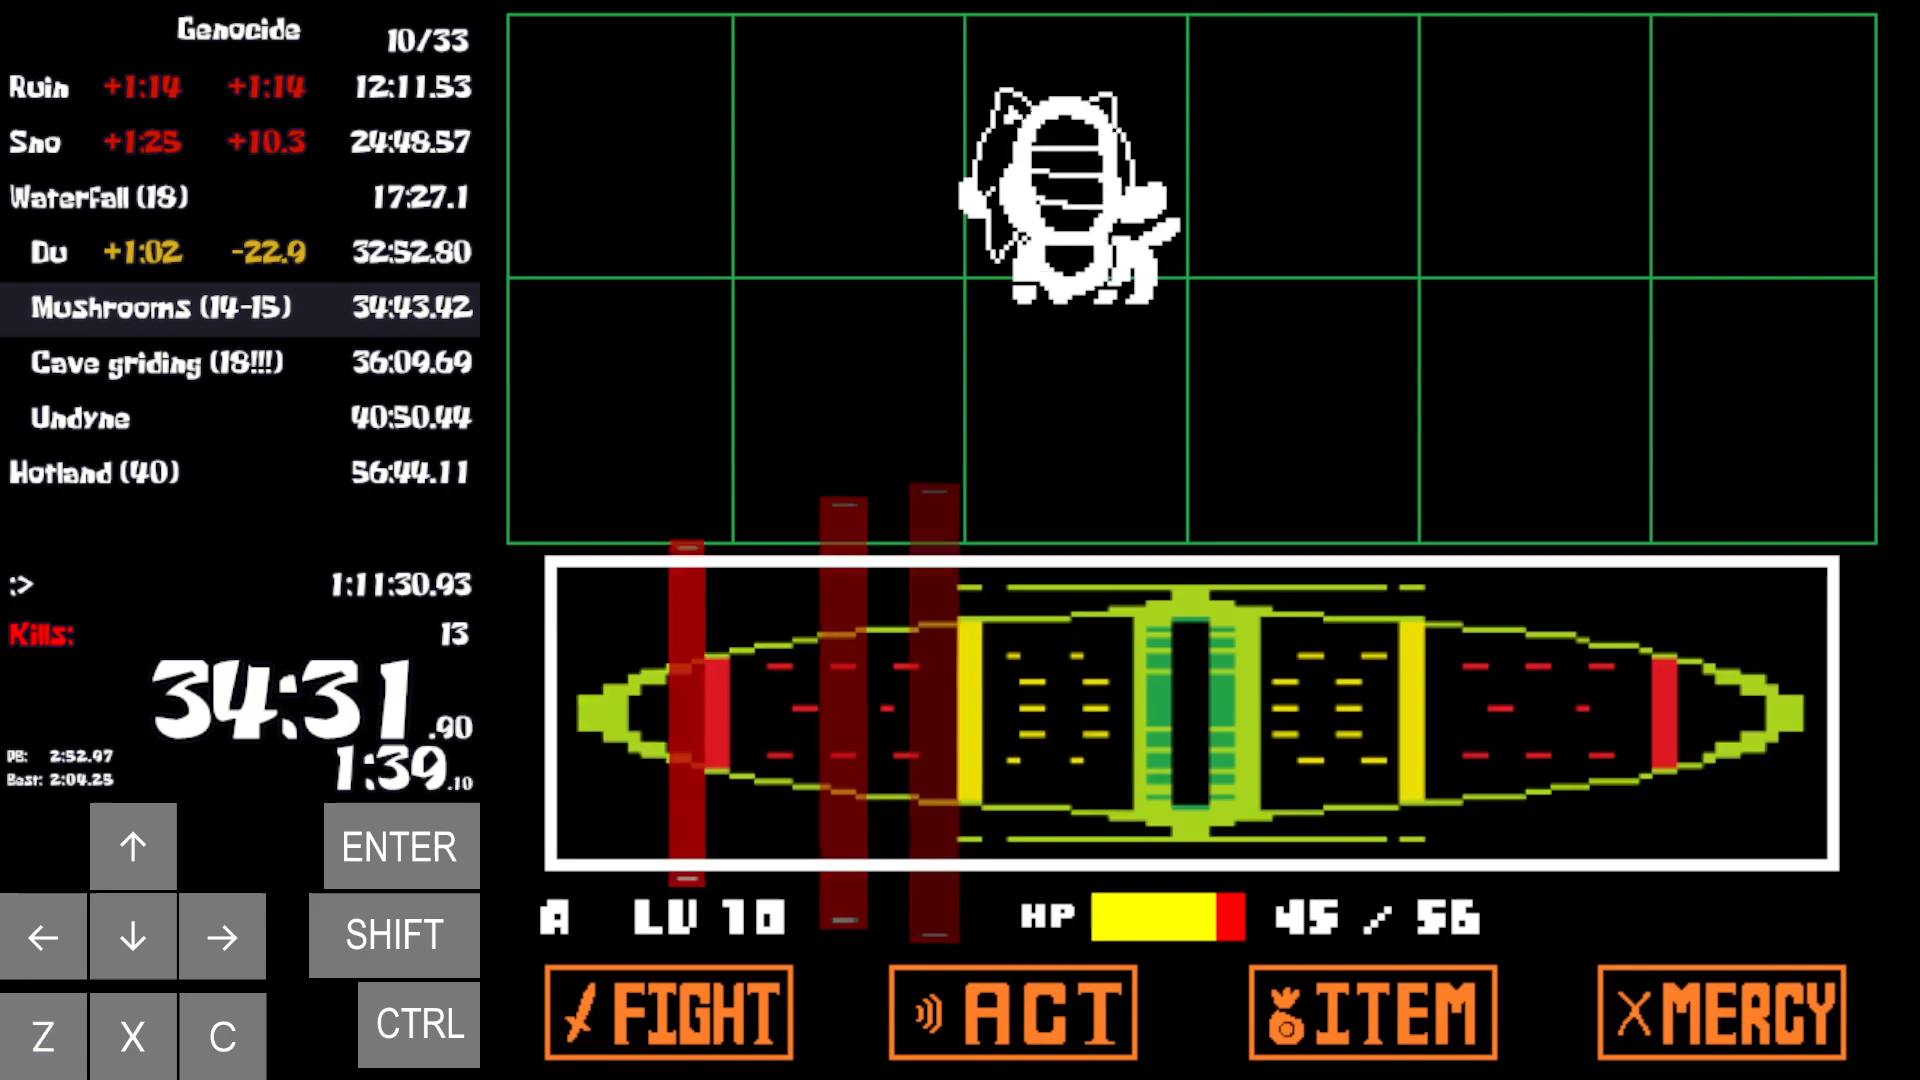 Genocide 10/33
Ruin +1:14 +1:14 12:11.53
Sno +1:25 +10.3 24:48.57
Waterfall (18) 17:27.1
Du +1:02 -22.9 32:52.80
Mushrooms (14-15) 34:43.42
Cave griding (18!!!) 36:09.69
Undyne 40:50.44
Hotland (40) 56:44.11
:> 1:11:30.93
Kills: 13
34:31.90
PB: 2:52.97
Best: 2:04.25
1:39.10
↑ ENTER
← ↓ → SHIFT
Z X C CTRL
A LV 10 HP 45 / 56
FIGHT ACT ITEM MERCY